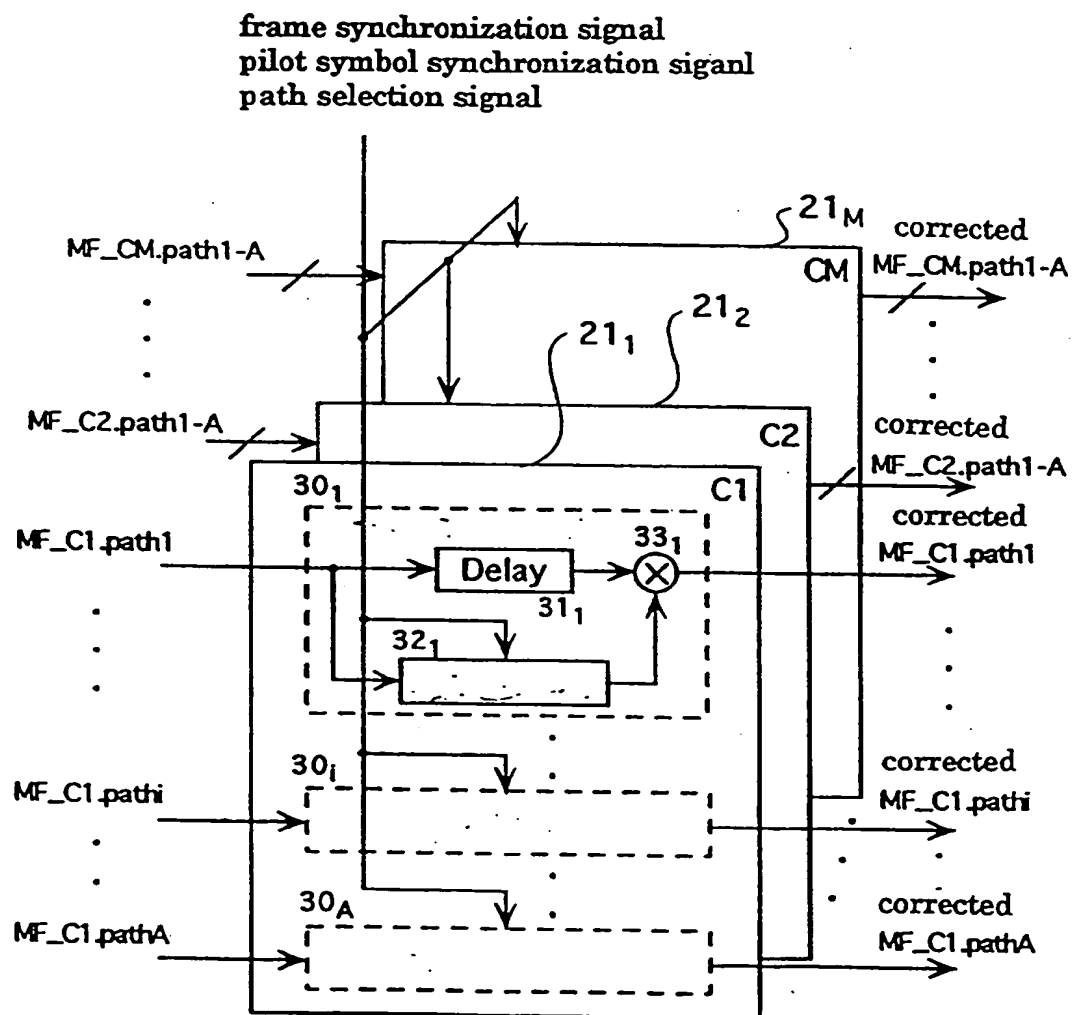 frame synchronization signal
pilot symbol synchronization siganl
path selection signal
21M
MF_CM.path1-A
CM
corrected
MF_CM.path1-A
21₂
21₁
MF_C2.path1-A
C2
corrected
MF_C2.path1-A
30₁
C1
corrected
MF_C1.path1
33₁
MF_C1.path1
Delay
31₁
32₁
30i
corrected
MF_C1.pathi
MF_C1.pathi
30A
corrected
MF_C1.pathA
MF_C1.pathA